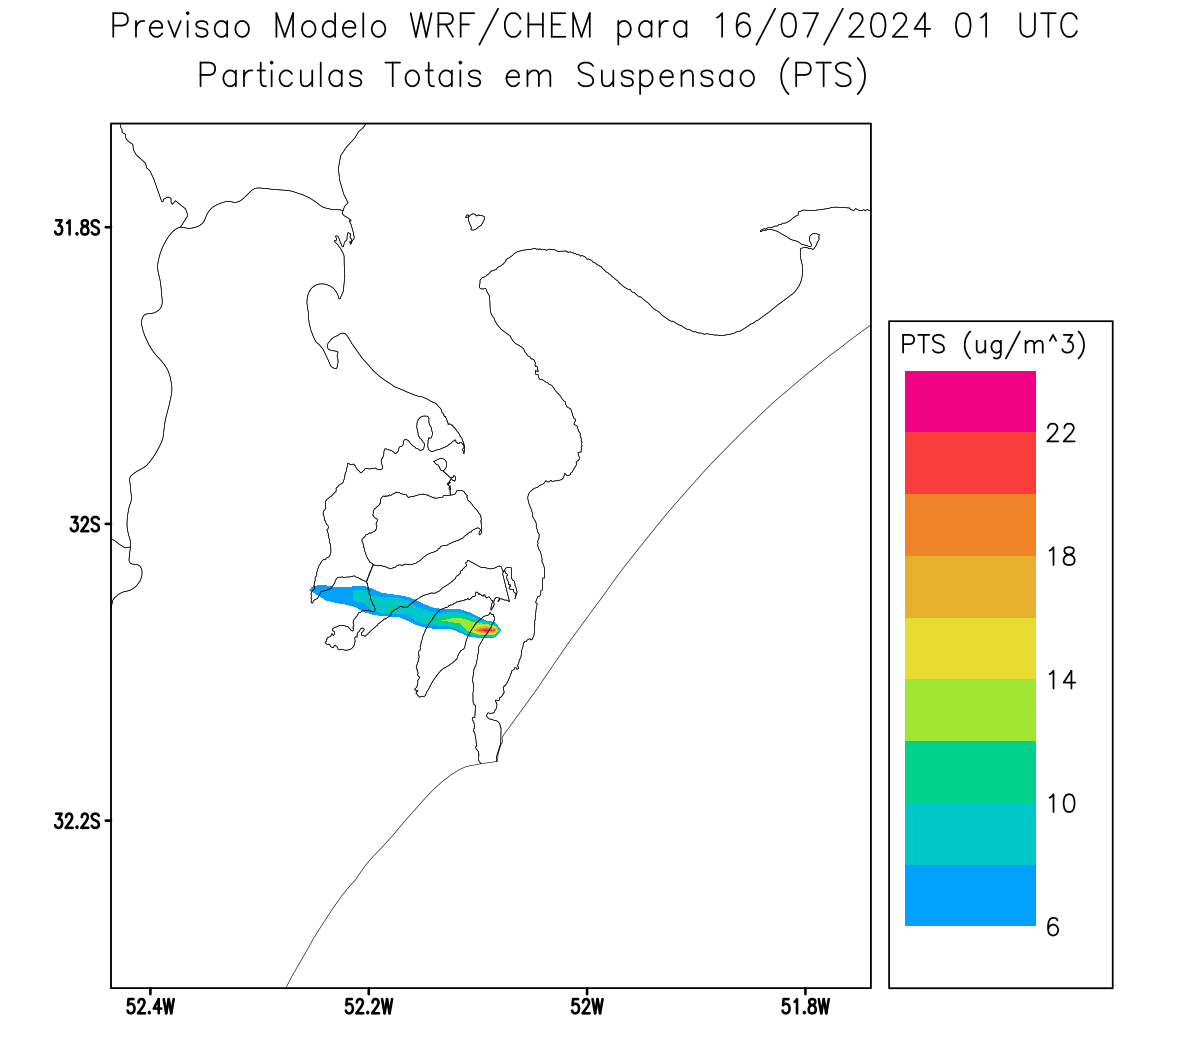 Previsao Modelo WRF/CHEM para 16/07/2024 01 UTC
Particulas Totais em Suspensao (PTS)
31.8S
32S
32.2S
52.4W
52.2W
52W
51.8W
PTS (ug/m^3)
22
18
14
10
6